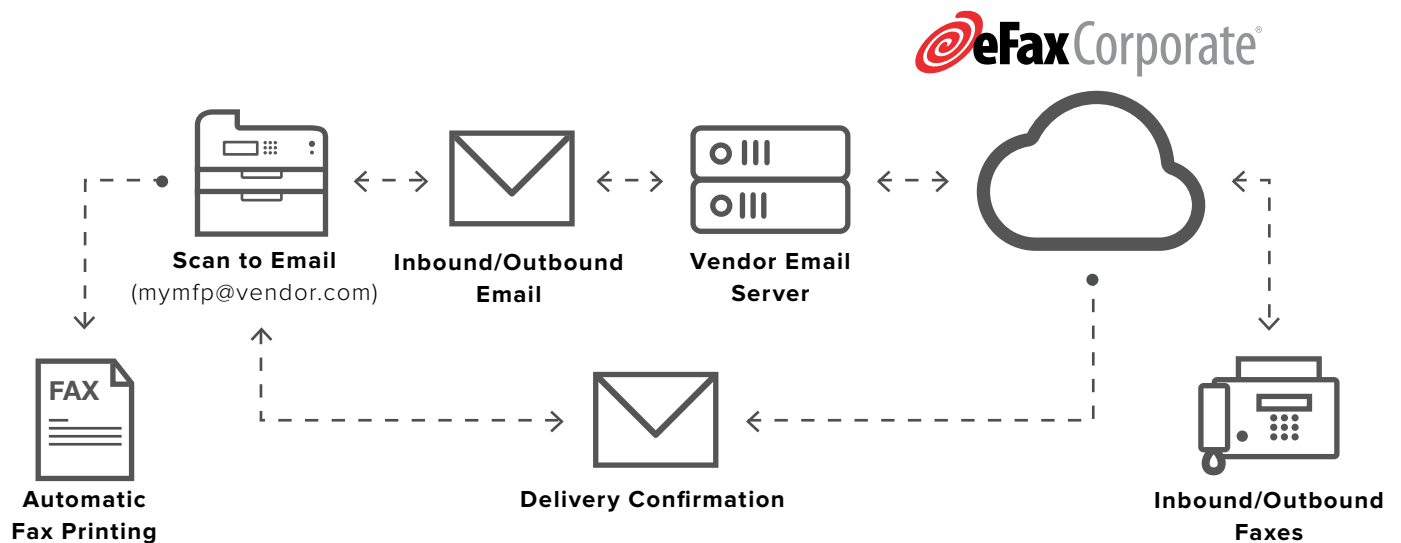 eFax Corporate®
Scan to Email
(mymfp@vendor.com)
Inbound/Outbound
Email
Vendor Email
Server
FAX
Automatic
Fax Printing
Delivery Confirmation
Inbound/Outbound
Faxes